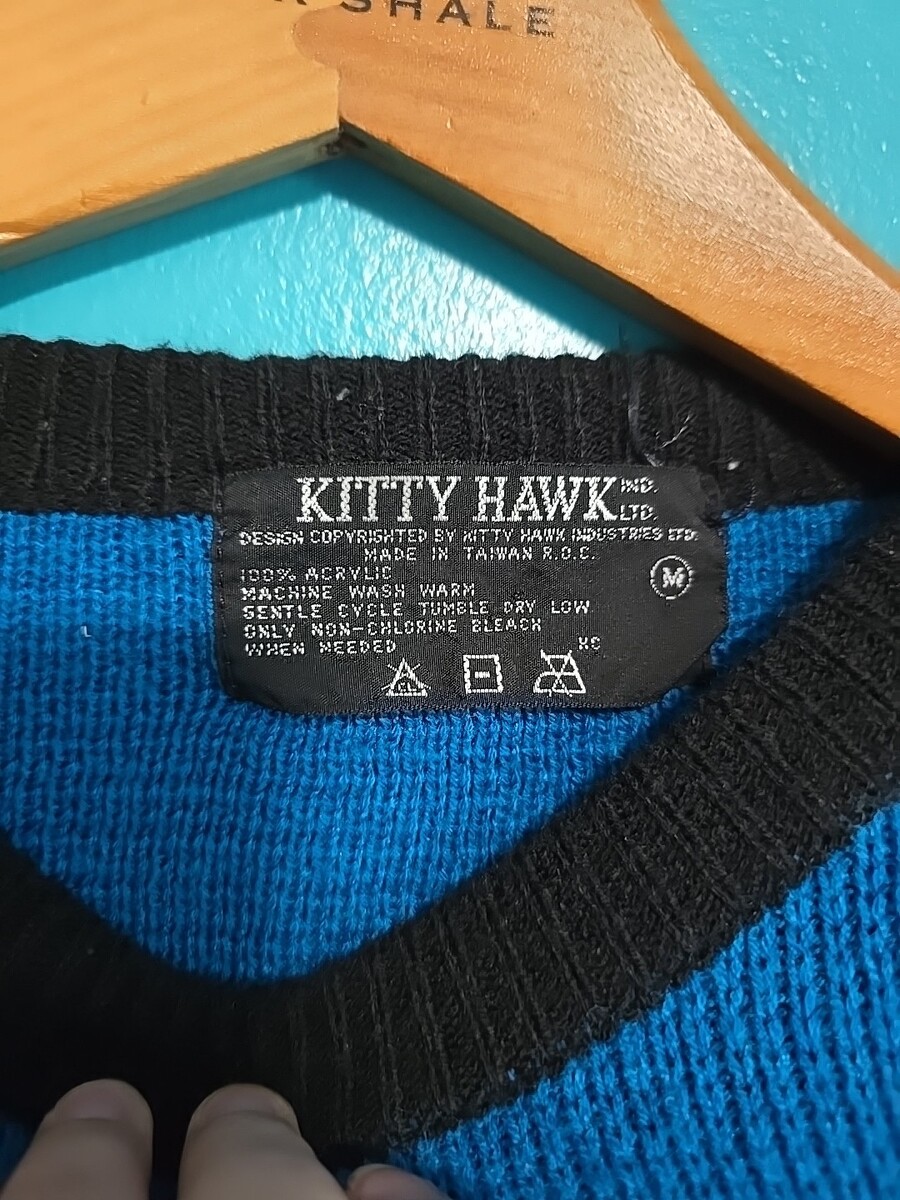 SHALE
KITTY HAWK IND. LTD.
DESIGN COPYRIGHTED BY KITTY HAWK INDUSTRIES LTD.
MADE IN TAIWAN R.O.C.
100% ACRYLIC
M
MACHINE WASH WARM
GENTLE CYCLE TUMBLE DRY LOW
ONLY NON-CHLORINE BLEACH
WHEN NEEDED
CL